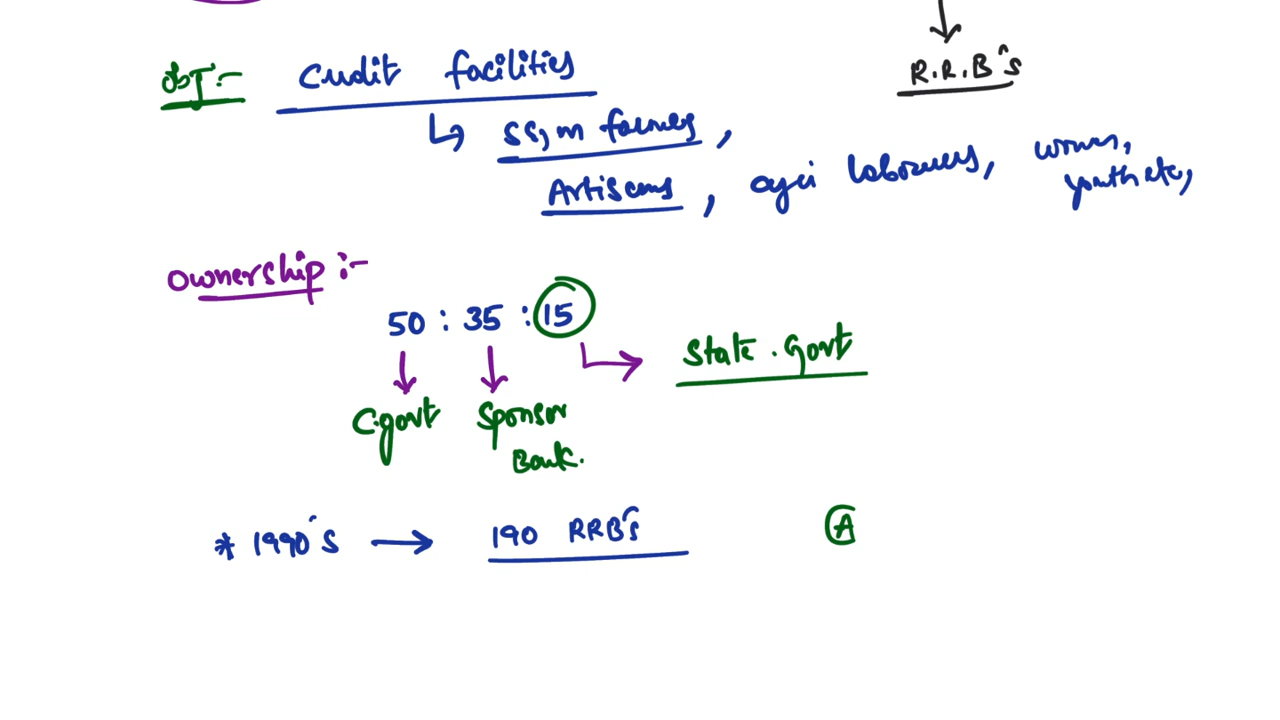 OBJ:- Credit facilities
R.R.B's
↳ SS, m farmers,
Artisans, agri labourers, women,
youth etc,
Ownership :-
50 : 35 : 15
State. Govt
C.govt Sponsor
Bank.
* 1990's → 190 RRB's A